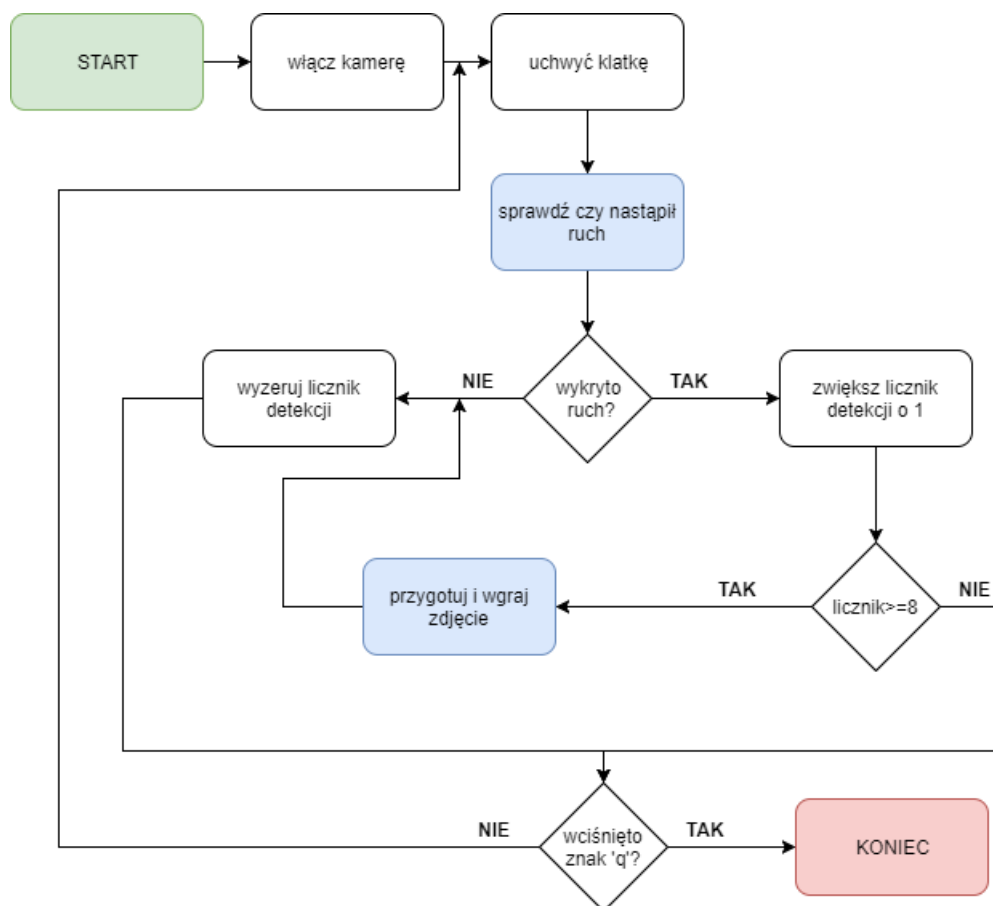 START
włącz kamerę
uchwyć klatkę
sprawdź czy nastąpił
ruch
wyzeruj licznik
detekcji
NIE
wykryto
ruch?
TAK
zwiększ licznik
detekcji o 1
przygotuj i wgraj
zdjęcie
TAK
licznik>=8
NIE
NIE
wciśnięto
znak 'q'?
TAK
KONIEC